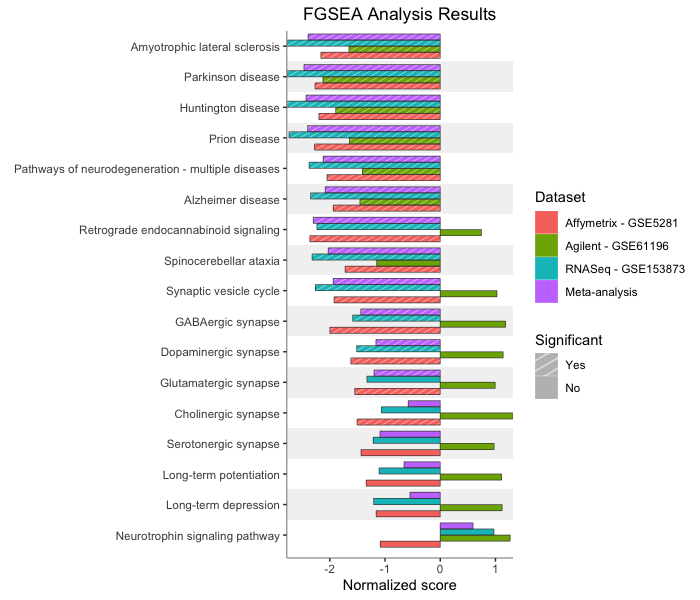 FGSEA Analysis Results
Amyotrophic lateral sclerosis
Parkinson disease
Huntington disease
Prion disease
Pathways of neurodegeneration - multiple diseases
Alzheimer disease
Retrograde endocannabinoid signaling
Spinocerebellar ataxia
Synaptic vesicle cycle
GABAergic synapse
Dopaminergic synapse
Glutamatergic synapse
Cholinergic synapse
Serotonergic synapse
Long-term potentiation
Long-term depression
Neurotrophin signaling pathway
-2 -1 0 1
Normalized score
Dataset
Affymetrix - GSE5281
Agilent - GSE61196
RNASeq - GSE153873
Meta-analysis
Significant
Yes
No